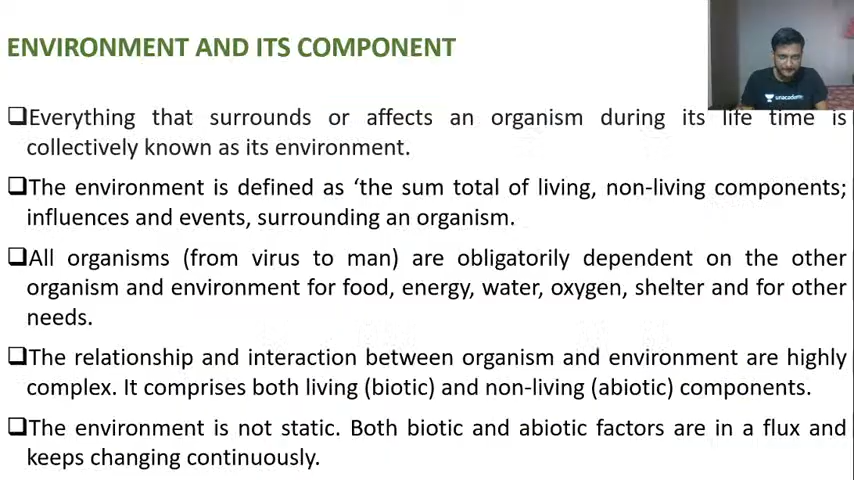 ENVIRONMENT AND ITS COMPONENT
unacademy
❑Everything that surrounds or affects an organism during its life time is
collectively known as its environment.
❑The environment is defined as ‘the sum total of living, non-living components;
influences and events, surrounding an organism.
❑All organisms (from virus to man) are obligatorily dependent on the other
organism and environment for food, energy, water, oxygen, shelter and for other
needs.
❑The relationship and interaction between organism and environment are highly
complex. It comprises both living (biotic) and non-living (abiotic) components.
❑The environment is not static. Both biotic and abiotic factors are in a flux and
keeps changing continuously.